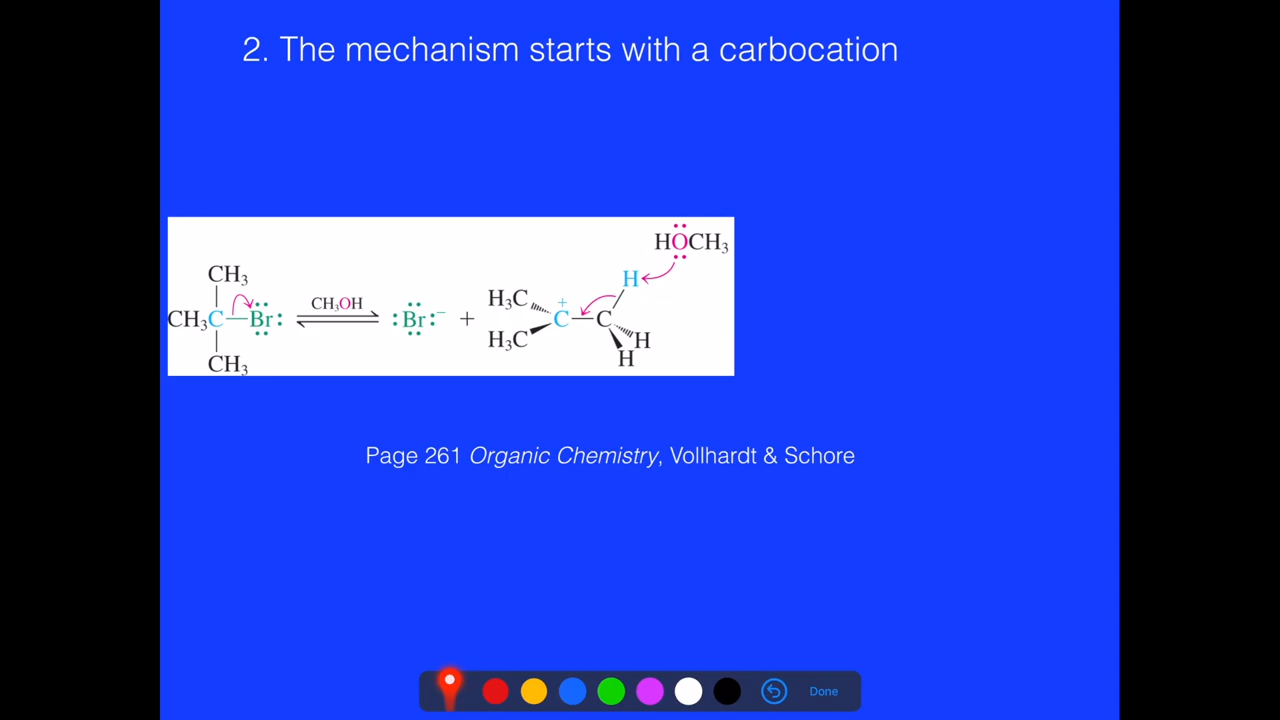 2. The mechanism starts with a carbocation
HOCH₃
CH₃
H
CH₃C—Br:
CH₃OH
:Br:⁻
+
H₃C
+
C—C
H₃C
H
H
CH₃
Page 261 Organic Chemistry, Vollhardt & Schore
Done